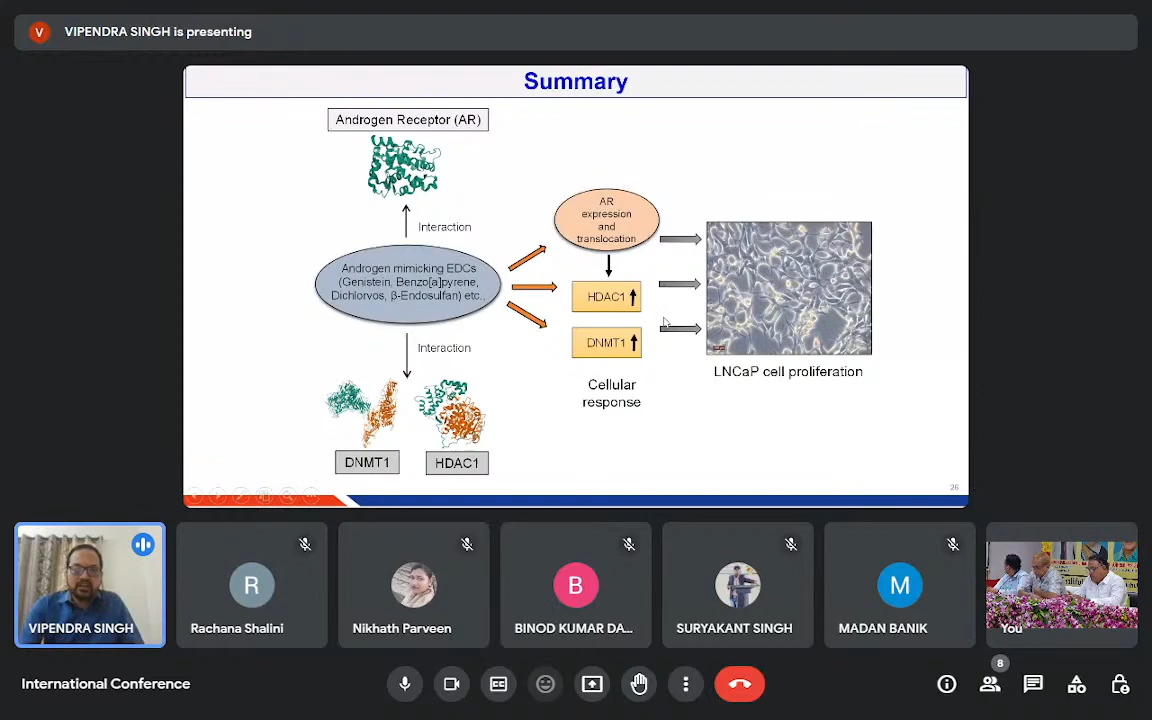 V
VIPENDRA SINGH is presenting
Summary
Androgen Receptor (AR)
Interaction
Androgen mimicking EDCs
(Genistein, Benzo[a]pyrene,
Dichlorvos, β-Endosulfan) etc.,
Interaction
DNMT1
HDAC1
AR
expression
and
translocation
HDAC1
DNMT1
Cellular
response
LNCaP cell proliferation
26
VIPENDRA SINGH
R
Rachana Shalini
Nikhath Parveen
B
BINOD KUMAR DA...
SURYAKANT SINGH
M
MADAN BANIK
You
International Conference
CC
8